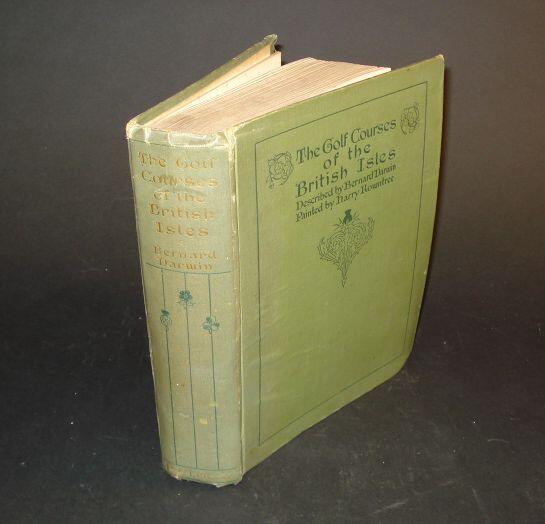 The Golf
Courses
of the
British
Isles
Bernard
Darwin
The Golf Courses
of the
British Isles
Described by Bernard Darwin
Painted by Harry Rountree